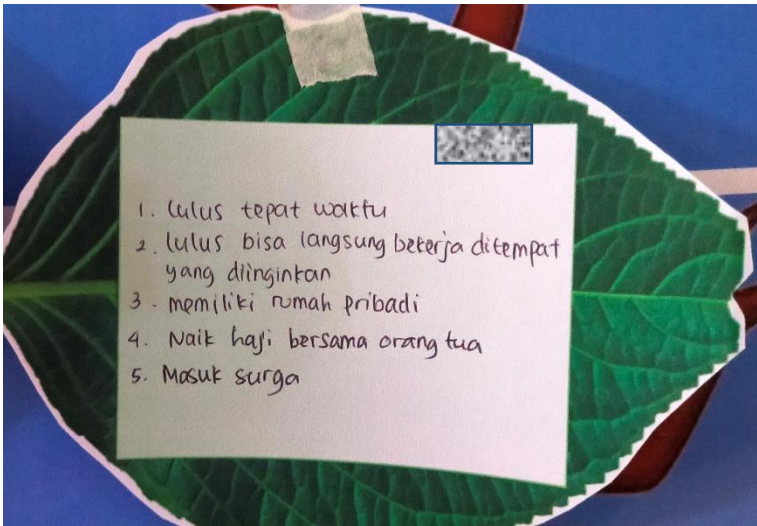 1. lulus tepat waktu
2. lulus bisa langsung bekerja ditempat
yang diinginkan
3. memiliki rumah pribadi
4. Naik haji bersama orang tua
5. Masuk surga